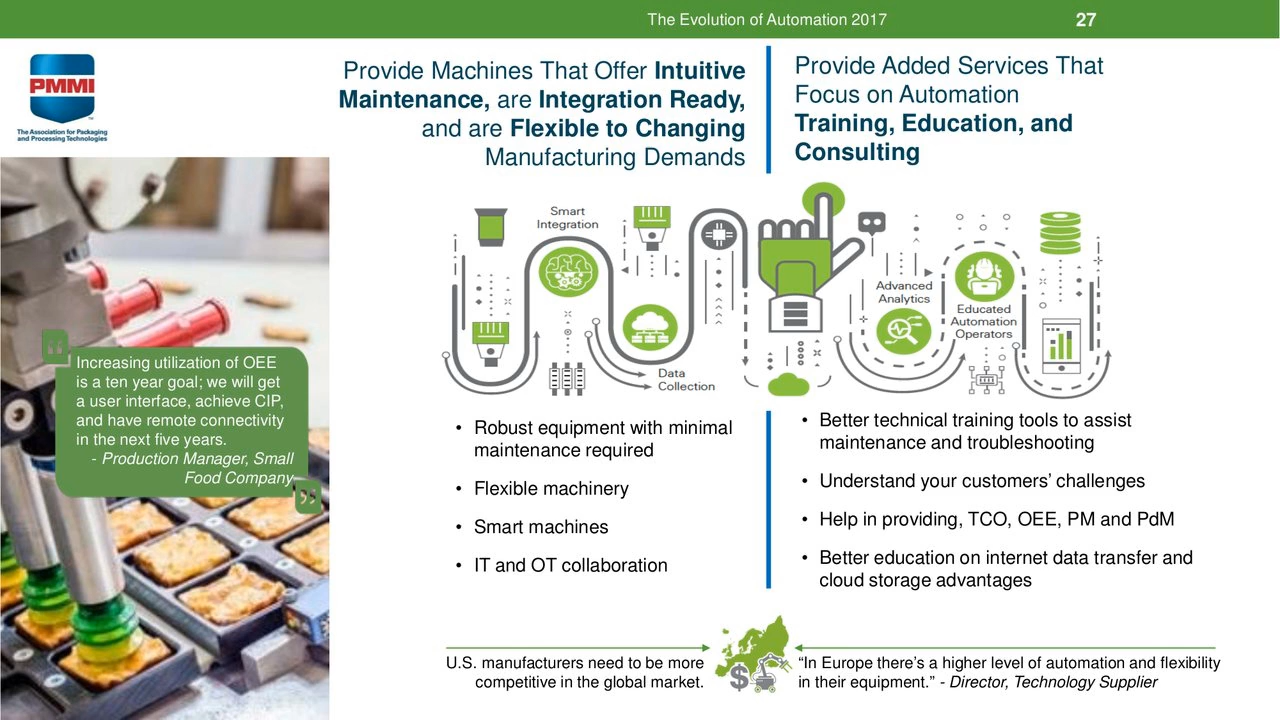 The Evolution of Automation 2017
27
PMMI
TM
The Association for Packaging
and Processing Technologies
Provide Machines That Offer Intuitive
Maintenance, are Integration Ready,
and are Flexible to Changing
Manufacturing Demands
Provide Added Services That
Focus on Automation
Training, Education, and
Consulting
Smart
Integration
Data
Collection
Advanced
Analytics
Educated
Automation
Operators
“
Increasing utilization of OEE
is a ten year goal; we will get
a user interface, achieve CIP,
and have remote connectivity
in the next five years.
- Production Manager, Small
Food Company
”
• Robust equipment with minimal
maintenance required
• Flexible machinery
• Smart machines
• IT and OT collaboration
• Better technical training tools to assist
maintenance and troubleshooting
• Understand your customers’ challenges
• Help in providing, TCO, OEE, PM and PdM
• Better education on internet data transfer and
cloud storage advantages
U.S. manufacturers need to be more
competitive in the global market.
$
“In Europe there’s a higher level of automation and flexibility
in their equipment.” - Director, Technology Supplier